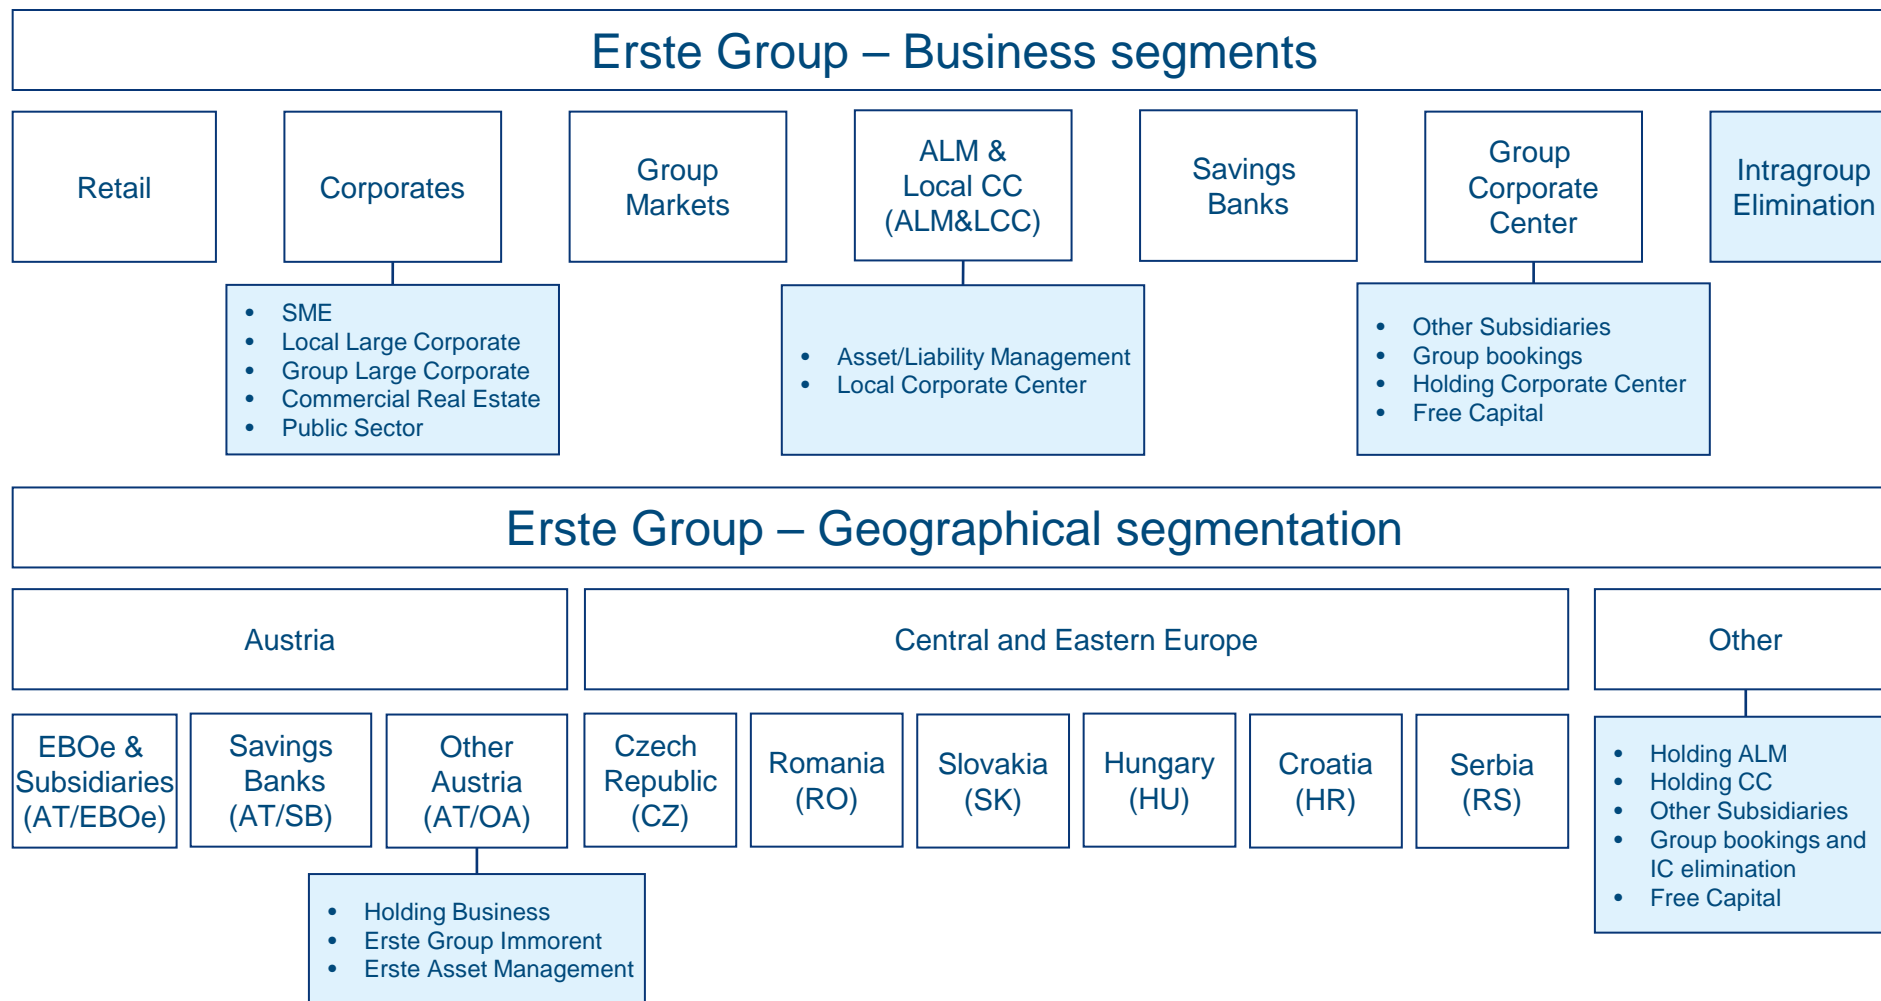 Erste Group – Business segments
Retail
Corporates
Group
Markets
ALM &
Local CC
(ALM&LCC)
Savings
Banks
Group
Corporate
Center
Intragroup
Elimination
• SME
• Local Large Corporate
• Group Large Corporate
• Commercial Real Estate
• Public Sector
• Asset/Liability Management
• Local Corporate Center
• Other Subsidiaries
• Group bookings
• Holding Corporate Center
• Free Capital
Erste Group – Geographical segmentation
Austria
Central and Eastern Europe
Other
EBOe &
Subsidiaries
(AT/EBOe)
Savings
Banks
(AT/SB)
Other
Austria
(AT/OA)
Czech
Republic
(CZ)
Romania
(RO)
Slovakia
(SK)
Hungary
(HU)
Croatia
(HR)
Serbia
(RS)
• Holding ALM
• Holding CC
• Other Subsidiaries
• Group bookings and
IC elimination
• Free Capital
• Holding Business
• Erste Group Immorent
• Erste Asset Management